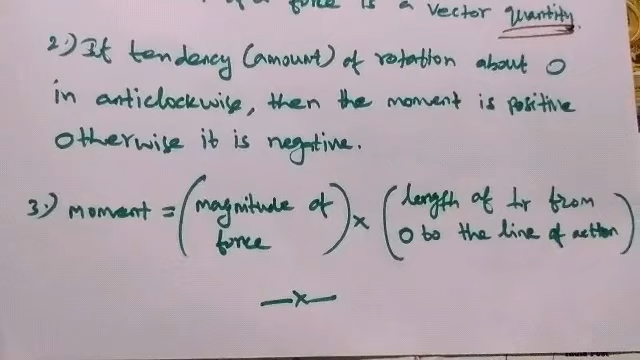 of a force is a vector quantity.
2.) If tendency (amount) of rotation about O
in anticlockwise, then the moment is positive
otherwise it is negative.
3.) moment = (magnitude of force) × (length of ⊥r from O to the line of action)
—x—